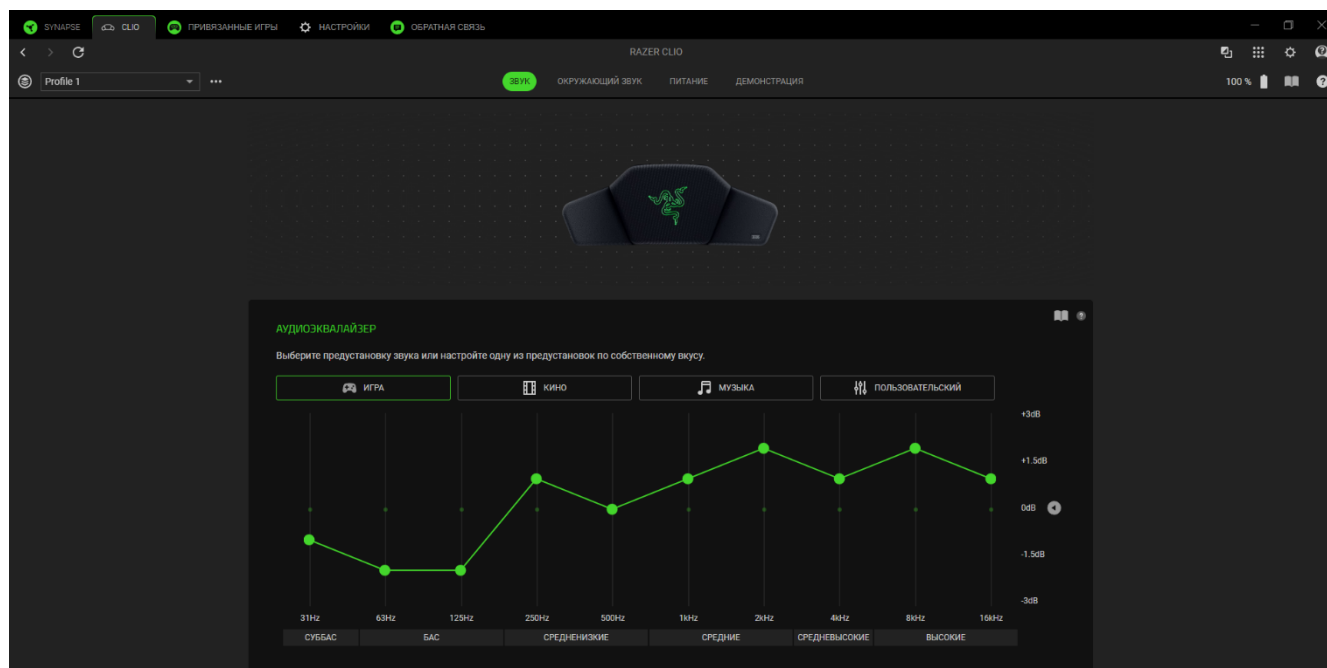 SYNAPSE CLIO ПРИВЯЗАННЫЕ ИГРЫ НАСТРОЙКИ ОБРАТНАЯ СВЯЗЬ
RAZER CLIO
Profile 1 ЗВУК ОКРУЖАЮЩИЙ ЗВУК ПИТАНИЕ ДЕМОНСТРАЦИЯ 100 %
АУДИОЭКВАЛАЙЗЕР
Выберите предустановку звука или настройте одну из предустановок по собственному вкусу.
ИГРА КИНО МУЗЫКА ПОЛЬЗОВАТЕЛЬСКИЙ
+3dB
+1.5dB
0dB
-1.5dB
-3dB
31Hz 63Hz 125Hz 250Hz 500Hz 1kHz 2kHz 4kHz 8kHz 16kHz
СУББАС БАС СРЕДНЕНИЗКИЕ СРЕДНИЕ СРЕДНЕВЫСОКИЕ ВЫСОКИЕ